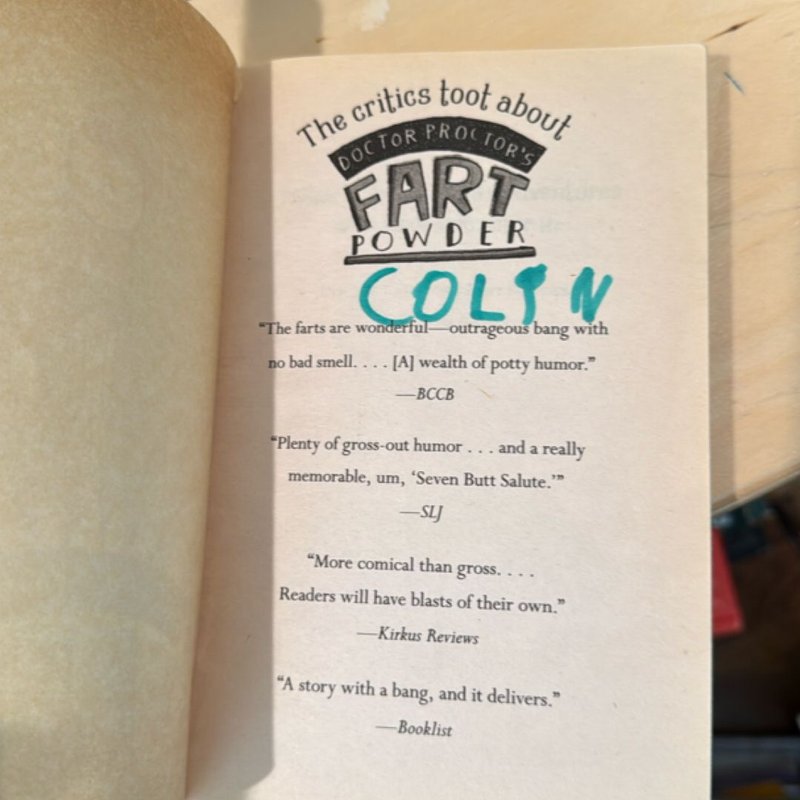 The critics toot about
DOCTOR PROCTOR'S
FART
POWDER
COLIN
“The farts are wonderful—outrageous bang with
no bad smell. . . . [A] wealth of potty humor.”
—BCCB
“Plenty of gross-out humor . . . and a really
memorable, um, ‘Seven Butt Salute.’”
—SLJ
“More comical than gross. . . .
Readers will have blasts of their own.”
—Kirkus Reviews
“A story with a bang, and it delivers.”
—Booklist